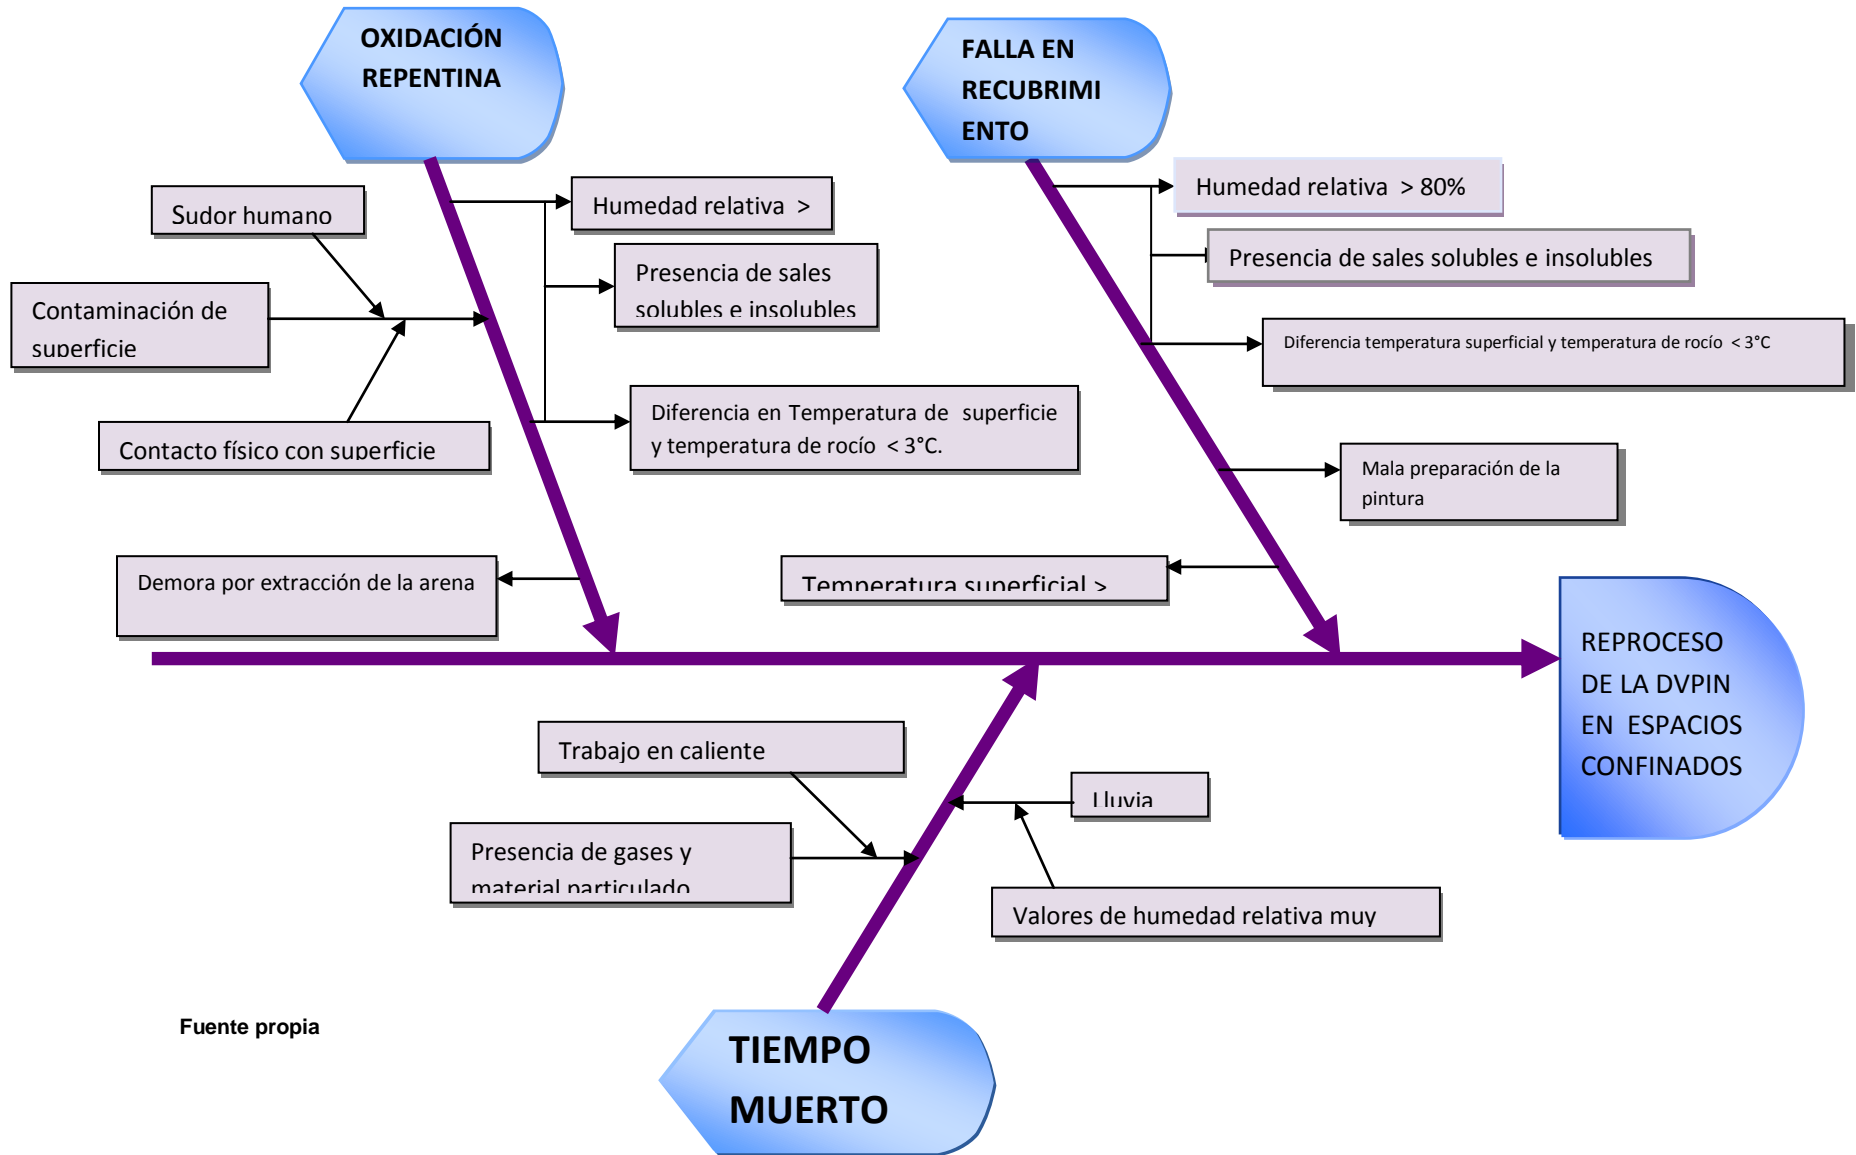 OXIDACIÓN
REPENTINA
FALLA EN
RECUBRIMI
ENTO
Sudor humano
Humedad relativa >
Humedad relativa > 80%
Presencia de sales
solubles e insolubles
Presencia de sales solubles e insolubles
Contaminación de
superficie
Diferencia temperatura superficial y temperatura de rocío < 3°C
Contacto físico con superficie
Diferencia en Temperatura de superficie
y temperatura de rocío < 3°C.
Mala preparación de la
pintura
Demora por extracción de la arena
Temperatura superficial >
REPROCESO
DE LA DVPIN
EN ESPACIOS
CONFINADOS
Trabajo en caliente
Lluvia
Presencia de gases y
material particulado
Valores de humedad relativa muy
Fuente propia
TIEMPO
MUERTO